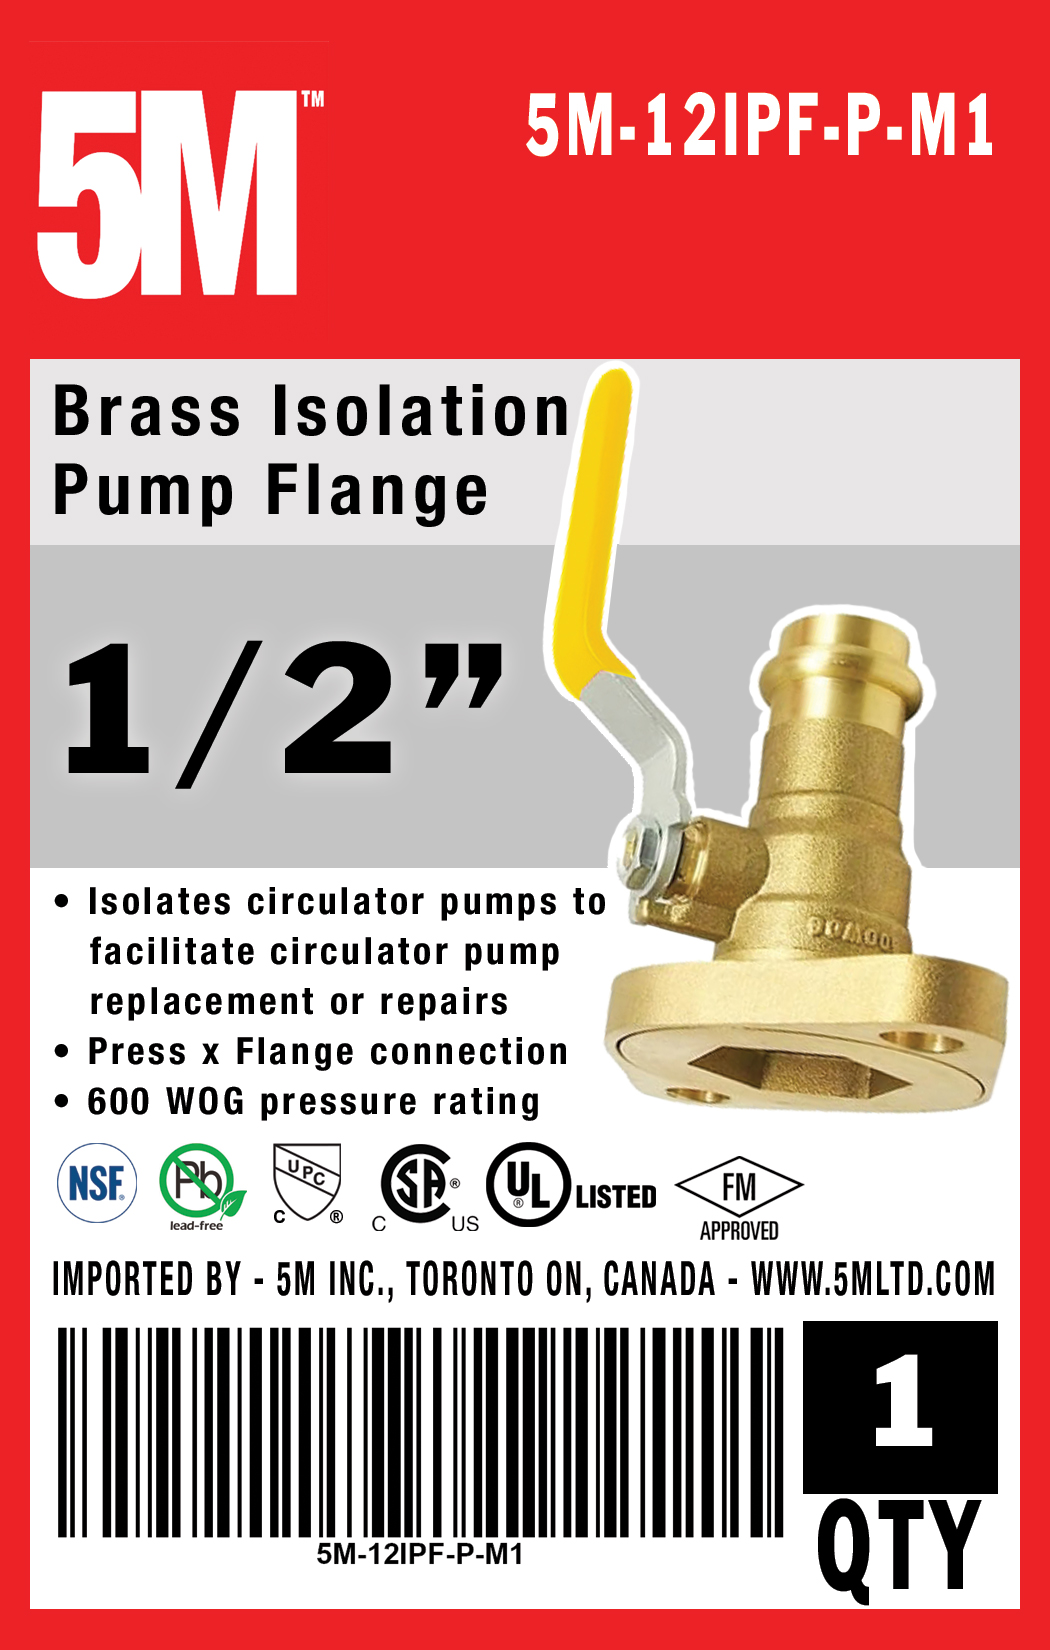 5M™
5M-12IPF-P-M1
Brass Isolation
Pump Flange
1/2”
• Isolates circulator pumps to
facilitate circulator pump
replacement or repairs
• Press x Flange connection
• 600 WOG pressure rating
NSF®
Pb
lead-free
UPC
C ®
SA®
C US
UL® LISTED
FM
APPROVED
IMPORTED BY - 5M INC., TORONTO ON, CANADA - WWW.5MLTD.COM
5M-12IPF-P-M1
1
QTY